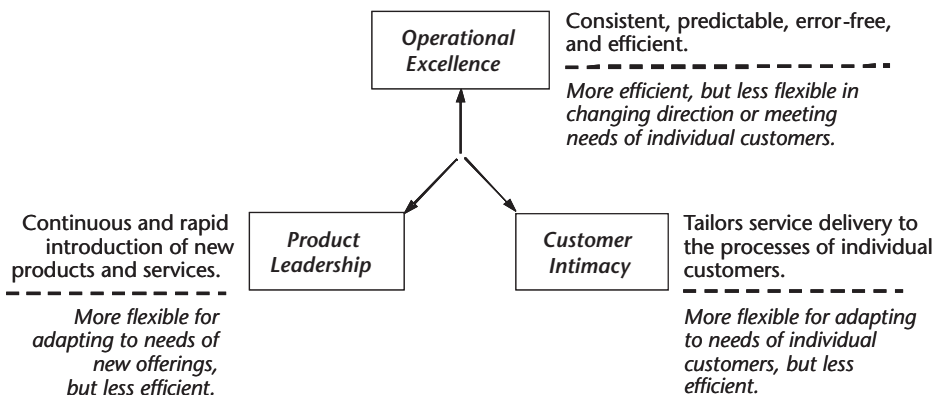 Operational
Excellence
Consistent, predictable, error-free,
and efficient.
More efficient, but less flexible in
changing direction or meeting
needs of individual customers.
Continuous and rapid
introduction of new
products and services.
More flexible for
adapting to needs of
new offerings,
but less efficient.
Product
Leadership
Customer
Intimacy
Tailors service delivery to
the processes of individual
customers.
More flexible for adapting
to needs of individual
customers, but less
efficient.